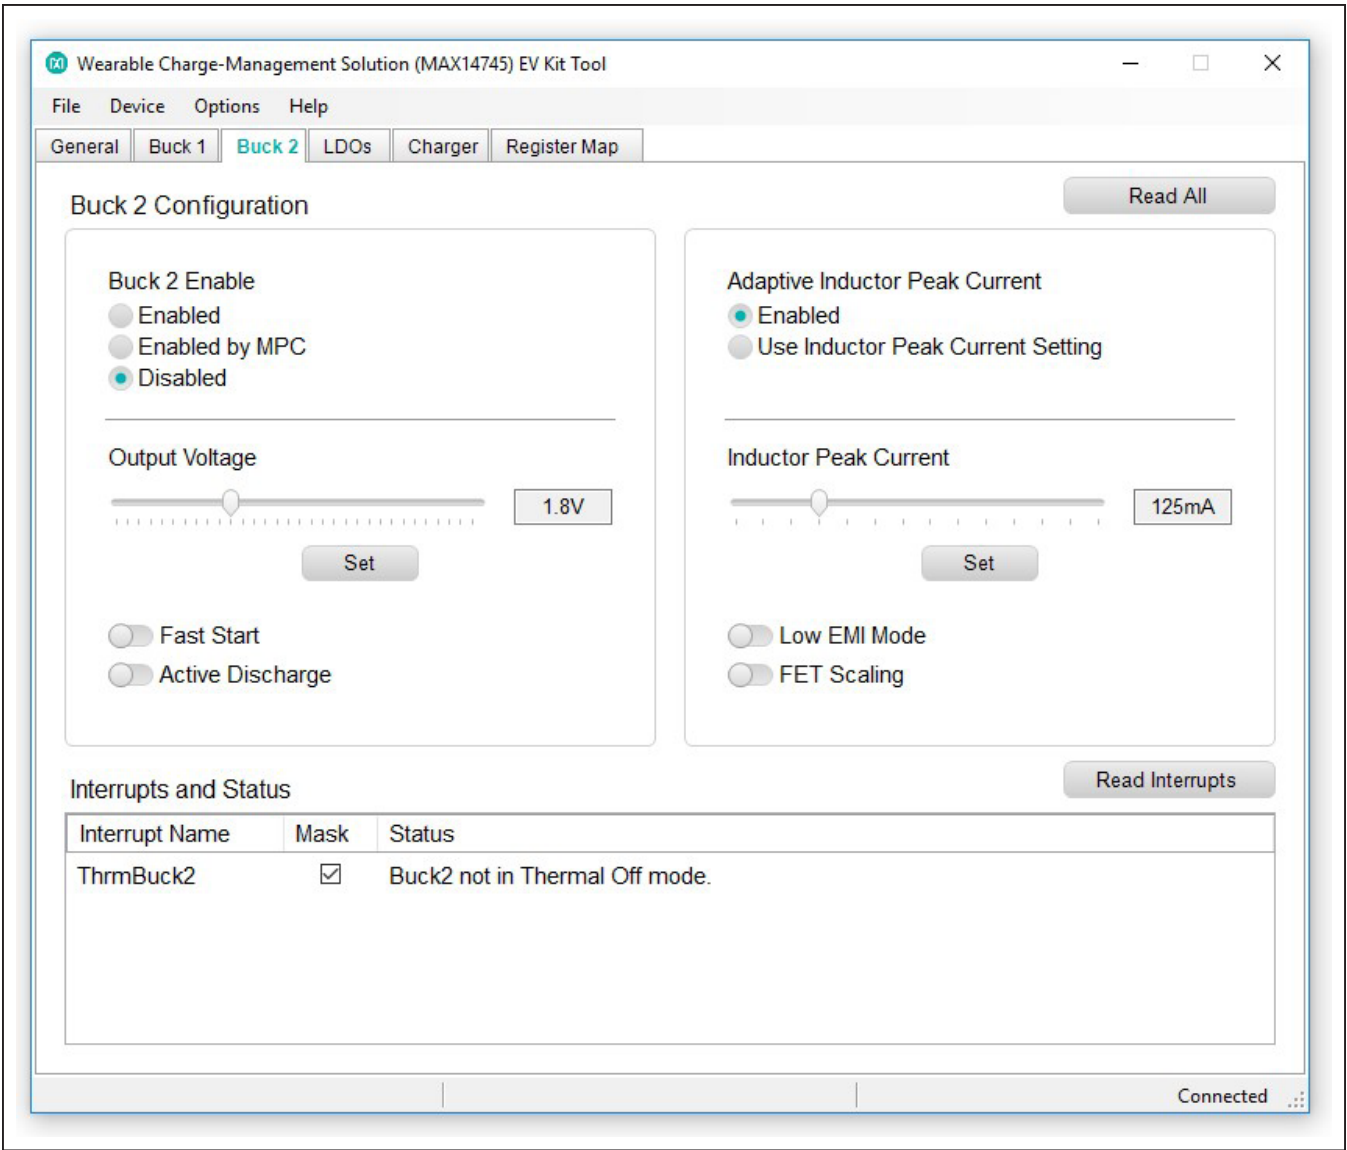 Wearable Charge-Management Solution (MAX14745) EV Kit Tool
File Device Options Help
General Buck 1 Buck 2 LDOs Charger Register Map
Buck 2 Configuration
Read All
Buck 2 Enable
Enabled
Enabled by MPC
Disabled
Output Voltage
1.8V
Set
Fast Start
Active Discharge
Adaptive Inductor Peak Current
Enabled
Use Inductor Peak Current Setting
Inductor Peak Current
125mA
Set
Low EMI Mode
FET Scaling
Interrupts and Status
Read Interrupts
Interrupt Name Mask Status
ThrmBuck2 Buck2 not in Thermal Off mode.
Connected